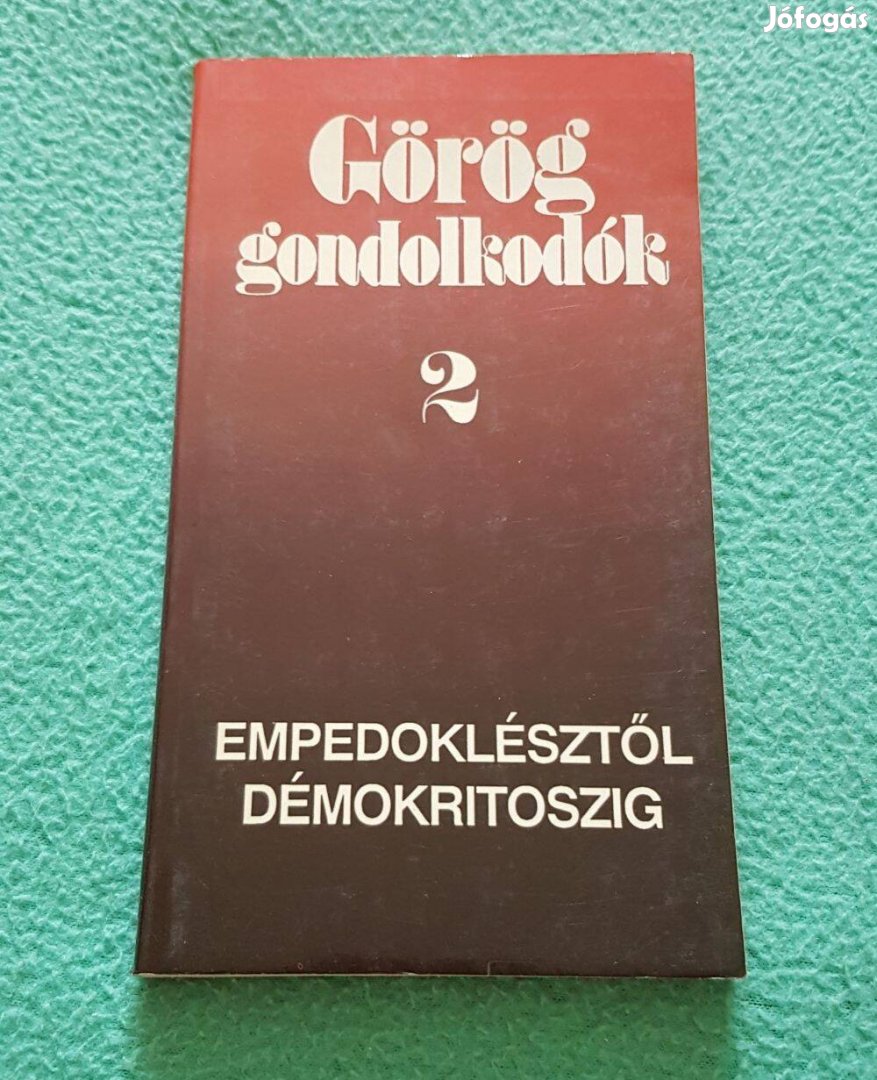 Jófogás
Görög
gondolkodók
2
EMPEDOKLÉSZTŐL
DÉMOKRITOSZIG